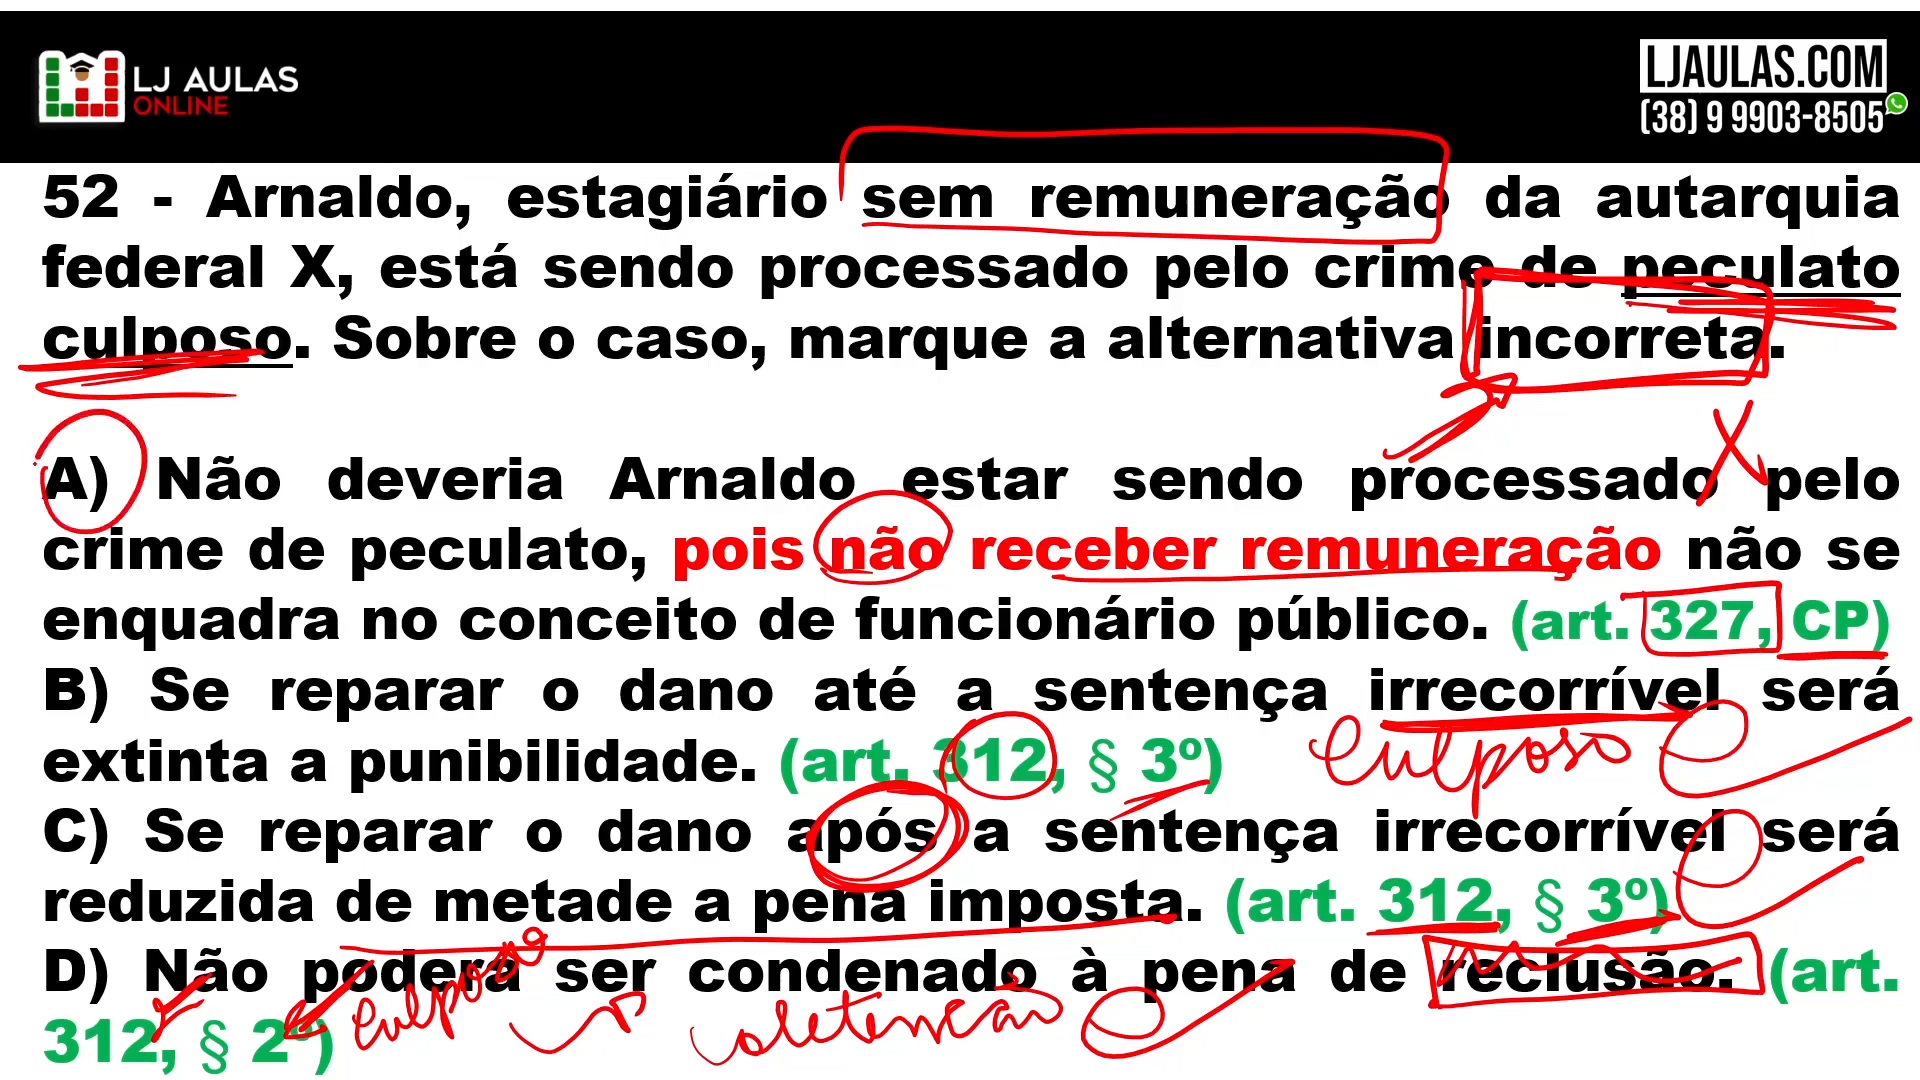 LJ AULAS
ONLINE
LJAULAS.COM
(38) 9 9903-8505
52 - Arnaldo, estagiário sem remuneração da autarquia
federal X, está sendo processado pelo crime de peculato
culposo. Sobre o caso, marque a alternativa incorreta.
A) Não deveria Arnaldo estar sendo processado pelo
crime de peculato, pois não receber remuneração não se
enquadra no conceito de funcionário público. (art. 327, CP)
B) Se reparar o dano até a sentença irrecorrível será
extinta a punibilidade. (art. 312, § 3º)
culposo
C) Se reparar o dano após a sentença irrecorrível será
reduzida de metade a pena imposta. (art. 312, § 3º)
D) Não poderá ser condenado à pena de reclusão. (art.
312, § 2º)
culposo
detenção